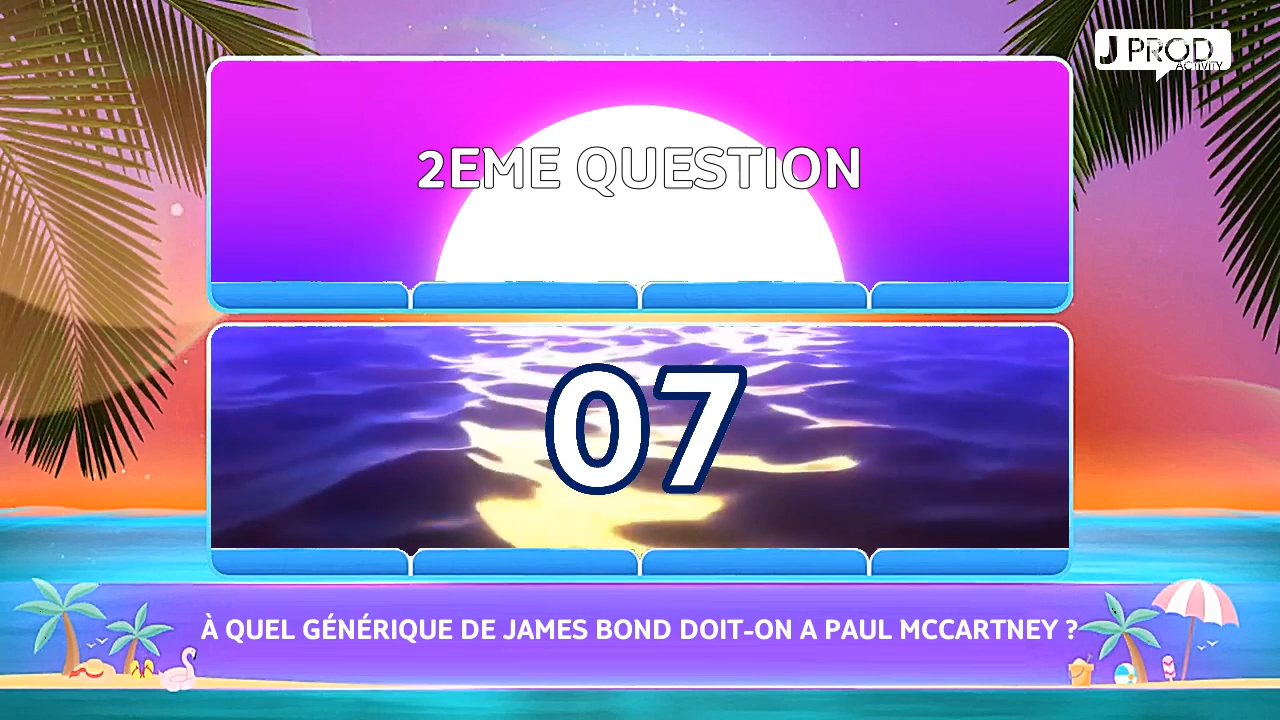 J PROD
ACTIVITY
2EME QUESTION
07
À QUEL GÉNÉRIQUE DE JAMES BOND DOIT-ON A PAUL MCCARTNEY ?